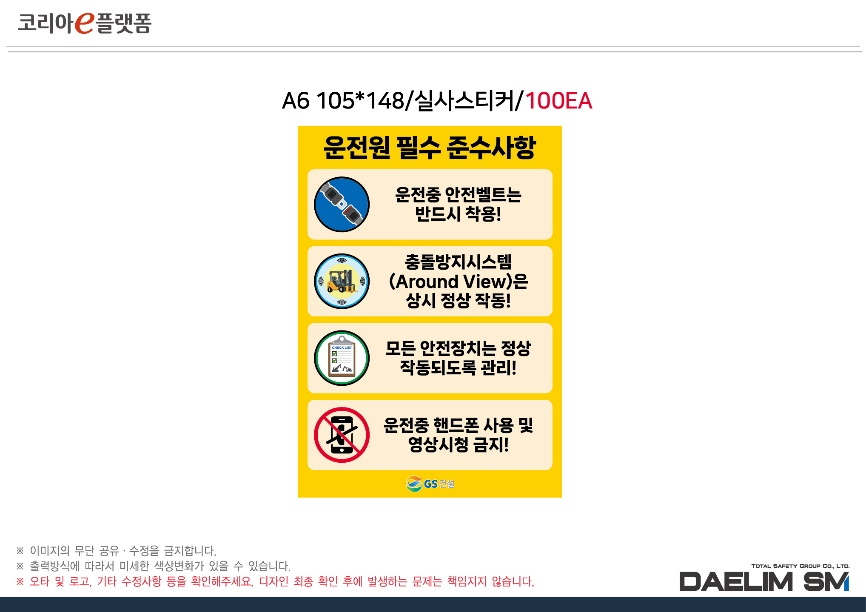 코리아e플랫폼
A6 105*148/실사스티커/100EA
운전원 필수 준수사항
운전중 안전벨트는
반드시 착용!
충돌방지시스템
(Around View)은
상시 정상 작동!
CHECK LIST
모든 안전장치는 정상
작동되도록 관리!
운전중 핸드폰 사용 및
영상시청 금지!
GS건설
※ 이미지의 무단 공유 · 수정을 금지합니다.
※ 출력방식에 따라서 미세한 색상변화가 있을 수 있습니다.
※ 오타 및 로고, 기타 수정사항 등을 확인해주세요, 디자인 최종 확인 후에 발생하는 문제는 책임지지 않습니다.
TOTAL SAFETY GROUP CO., LTD.
DAELIM SM